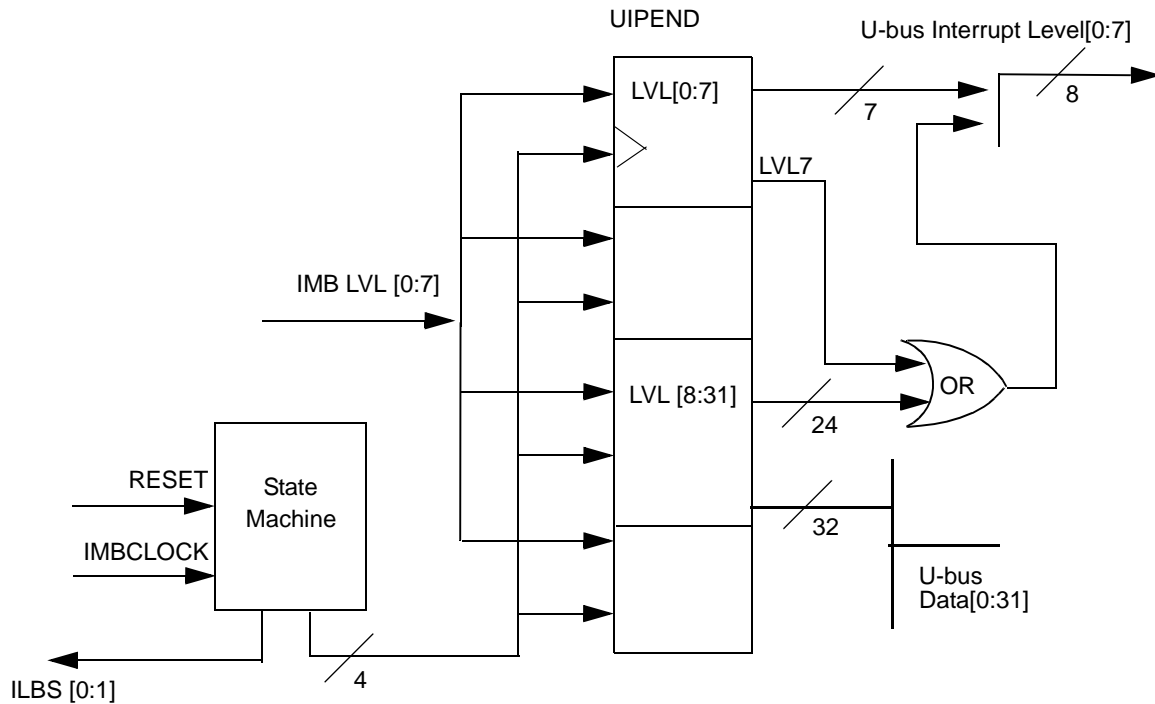 UIPEND
U-bus Interrupt Level[0:7]
LVL[0:7]
7
8
LVL7
IMB LVL [0:7]
LVL [8:31]
24
OR
RESET
State
Machine
32
IMBCLOCK
U-bus
Data[0:31]
4
ILBS [0:1]